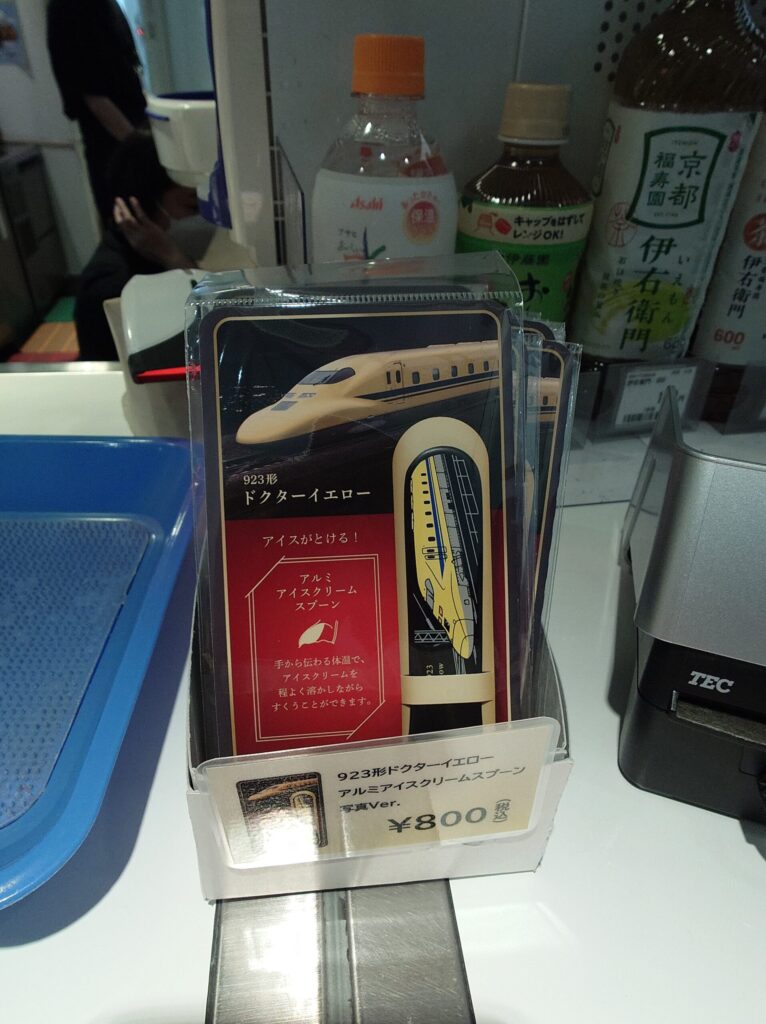 Asahi
保温
キャップをはずして
レンジOK!
伊藤園
お
京都
福寿園
いえもん
伊右衛門
伊右衛門
600
923形
ドクターイエロー
アイスがとける!
アルミ
アイスクリーム
スプーン
手から伝わる体温で、
アイスクリームを
程よく溶かしながら
すくうことができます。
923形ドクターイエロー
アルミアイスクリームスプーン
写真Ver.
¥800(税込)
TEC